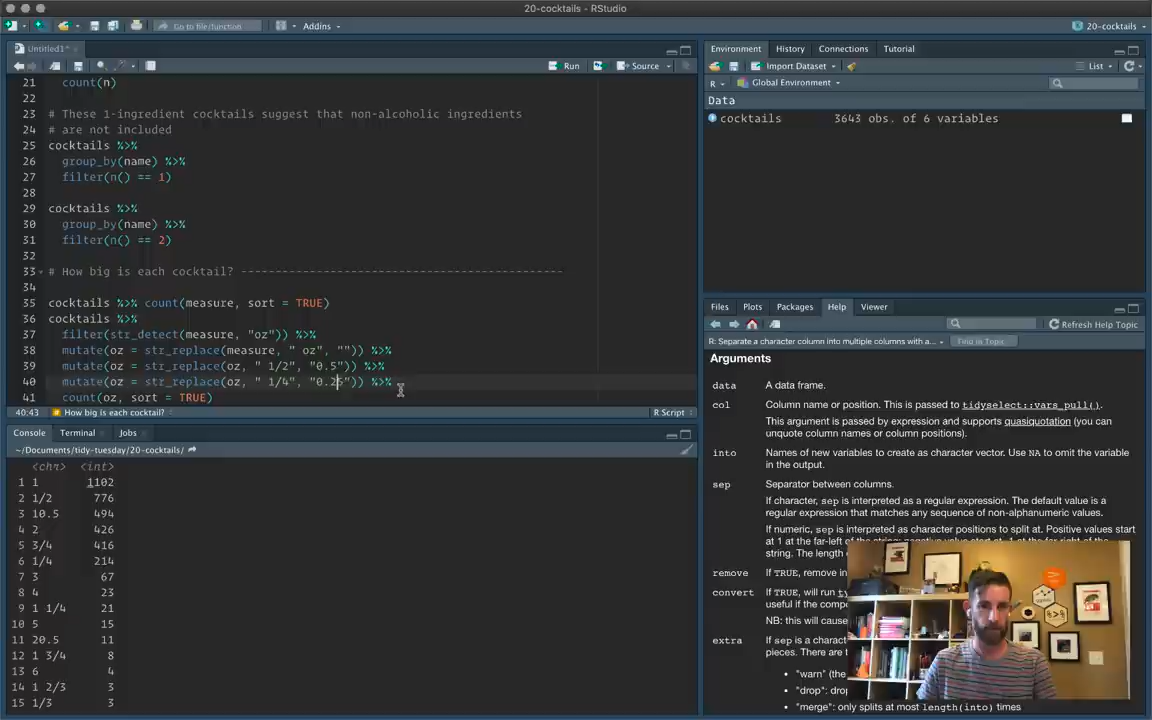 20-cocktails — RStudio
Go to file/function
Addins
20-cocktails
Untitled1*
Run
Source
21 count(n)
22
23 # These 1-ingredient cocktails suggest that non-alcoholic ingredients
24 # are not included
25 cocktails %>%
26 group_by(name) %>%
27 filter(n() == 1)
28
29 cocktails %>%
30 group_by(name) %>%
31 filter(n() == 2)
32
33 # How big is each cocktail? ----------------------------------------------
34
35 cocktails %>% count(measure, sort = TRUE)
36 cocktails %>%
37 filter(str_detect(measure, "oz")) %>%
38 mutate(oz = str_replace(measure, " oz", "")) %>%
39 mutate(oz = str_replace(oz, " 1/2", "0.5")) %>%
40 mutate(oz = str_replace(oz, " 1/4", "0.25")) %>%
41 count(oz, sort = TRUE)
40:43 # How big is each cocktail? R Script
Console Terminal Jobs
~/Documents/tidy-tuesday/20-cocktails/
<chr> <int>
1 1 1102
2 1/2 776
3 10.5 494
4 2 426
5 3/4 416
6 1/4 214
7 3 67
8 4 23
9 1 1/4 21
10 5 15
11 20.5 11
12 1 3/4 8
13 6 4
14 1 2/3 3
15 1/3 3
Environment History Connections Tutorial
Import Dataset
List
R Global Environment
Data
cocktails 3643 obs. of 6 variables
Files Plots Packages Help Viewer
Refresh Help Topic
R: Separate a character column into multiple columns with a... Find in Topic
Arguments
data A data frame.
col Column name or position. This is passed to tidyselect::vars_pull().
This argument is passed by expression and supports quasiquotation (you can
unquote column names or column positions).
into Names of new variables to create as character vector. Use NA to omit the variable
in the output.
sep Separator between columns.
If character, sep is interpreted as a regular expression. The default value is a
regular expression that matches any sequence of non-alphanumeric values.
If numeric, sep is interpreted as character positions to split at. Positive values start
at 1 at the far-left of the string; negative value start at -1 at the far-right of the
string. The length
remove If TRUE, remove in
convert If TRUE, will run
useful if the compo
NB: this will cause
extra If sep is a charact
pieces. There are
• "warn" (the
• "drop": drop
• "merge": only splits at most length(into) times